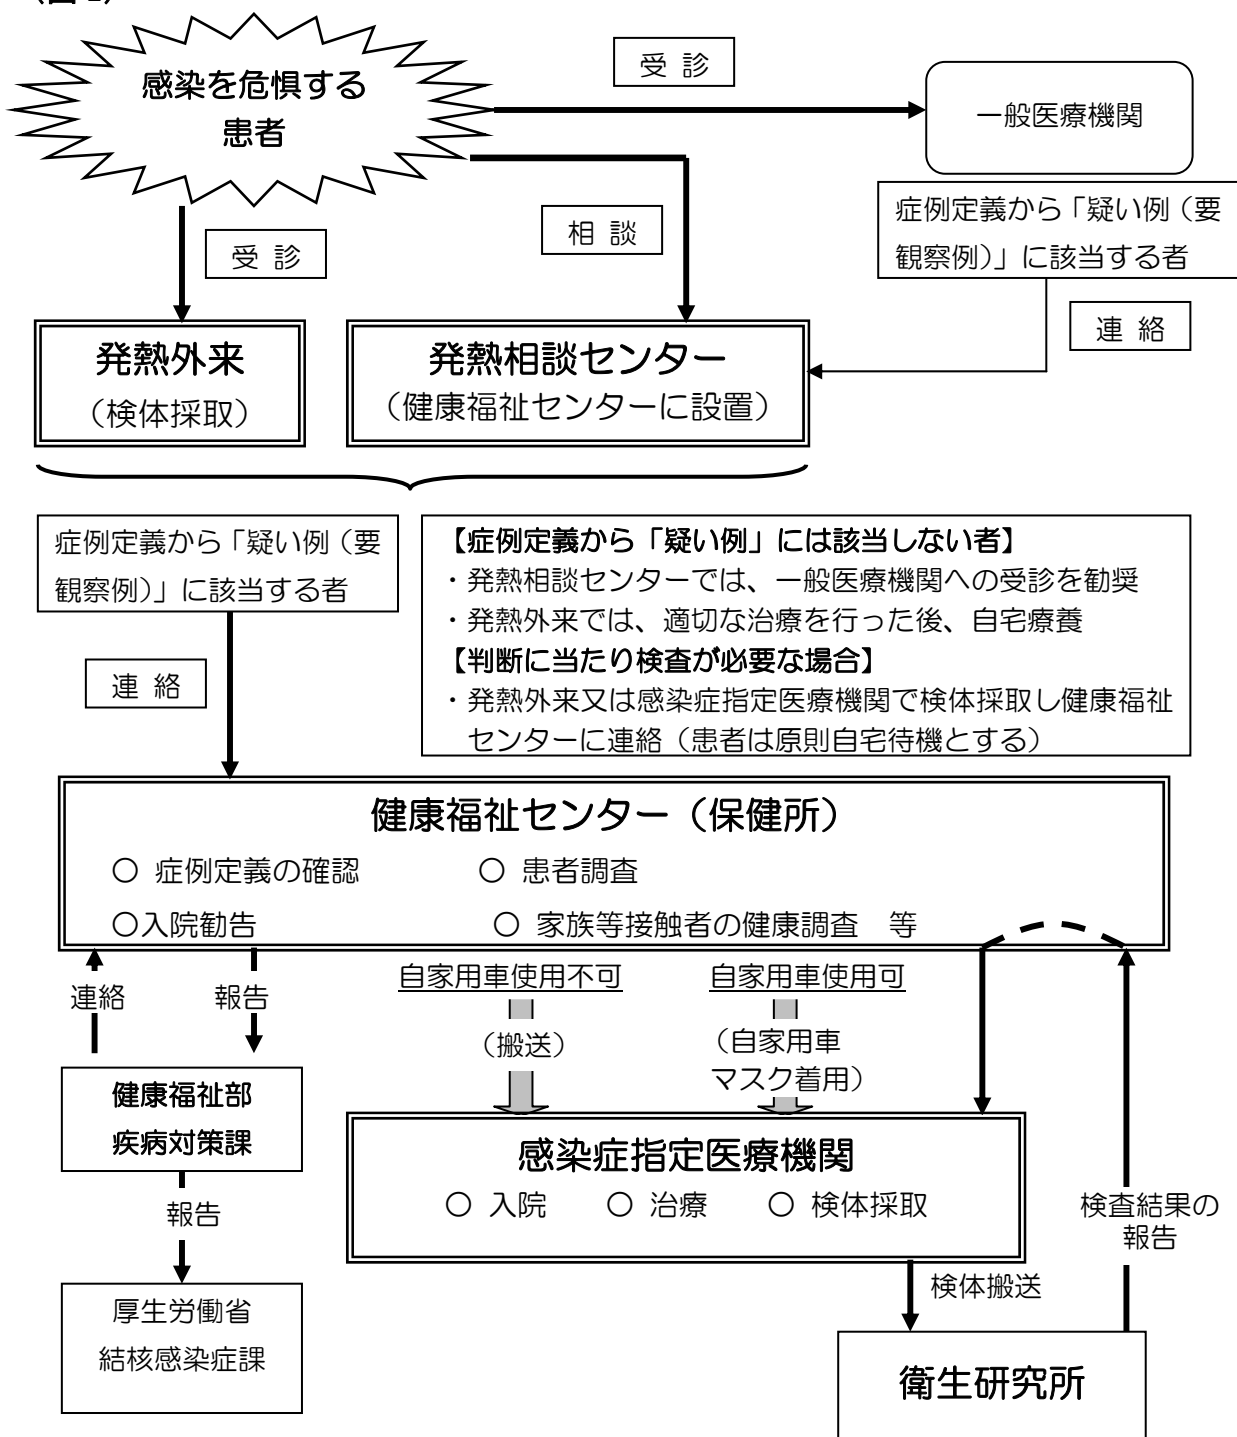 感染を危惧する
患者
受 診
一般医療機関
症例定義から「疑い例（要
観察例）」に該当する者
相 談
受 診
連 絡
発熱外来
（検体採取）
発熱相談センター
（健康福祉センターに設置）
症例定義から「疑い例（要
観察例）」に該当する者
連 絡
【症例定義から「疑い例」には該当しない者】
・発熱相談センターでは、一般医療機関への受診を勧奨
・発熱外来では、適切な治療を行った後、自宅療養
【判断に当たり検査が必要な場合】
・発熱外来又は感染症指定医療機関で検体採取し健康福祉
センターに連絡（患者は原則自宅待機とする）
健康福祉センター（保健所）
○ 症例定義の確認 ○ 患者調査
○入院勧告 ○ 家族等接触者の健康調査　等
連絡
報告
自家用車使用不可
（搬送）
自家用車使用可
（自家用車
マスク着用）
健康福祉部
疾病対策課
報告
厚生労働省
結核感染症課
感染症指定医療機関
○ 入院 ○ 治療 ○ 検体採取
検体搬送
検査結果の
報告
衛生研究所